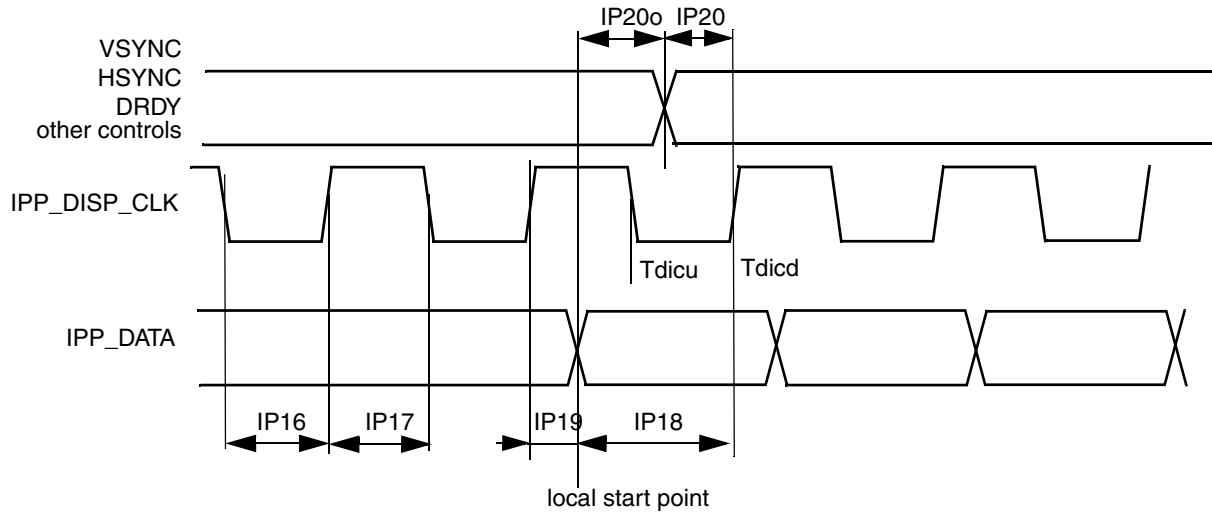 IP20o IP20
VSYNC
HSYNC
DRDY
other controls
IPP_DISP_CLK
Tdicu Tdicd
IPP_DATA
IP16 IP17 IP19 IP18
local start point